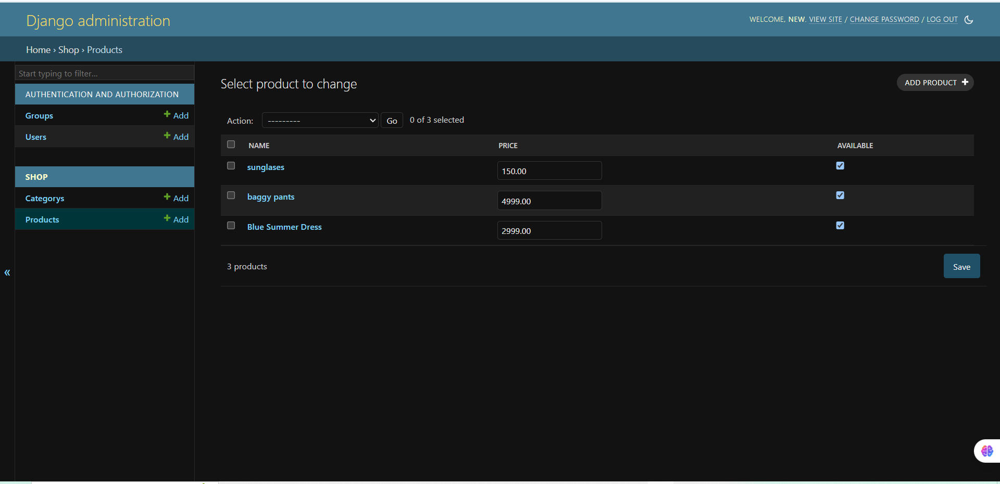 Django administration
WELCOME, NEW. VIEW SITE / CHANGE PASSWORD / LOG OUT
Home › Shop › Products
Start typing to filter...
AUTHENTICATION AND AUTHORIZATION
Groups + Add
Users + Add
SHOP
Categorys + Add
Products + Add
«
Select product to change
ADD PRODUCT +
Action: --------- Go 0 of 3 selected
NAME PRICE AVAILABLE
sunglases 150.00
baggy pants 4999.00
Blue Summer Dress 2999.00
3 products
Save